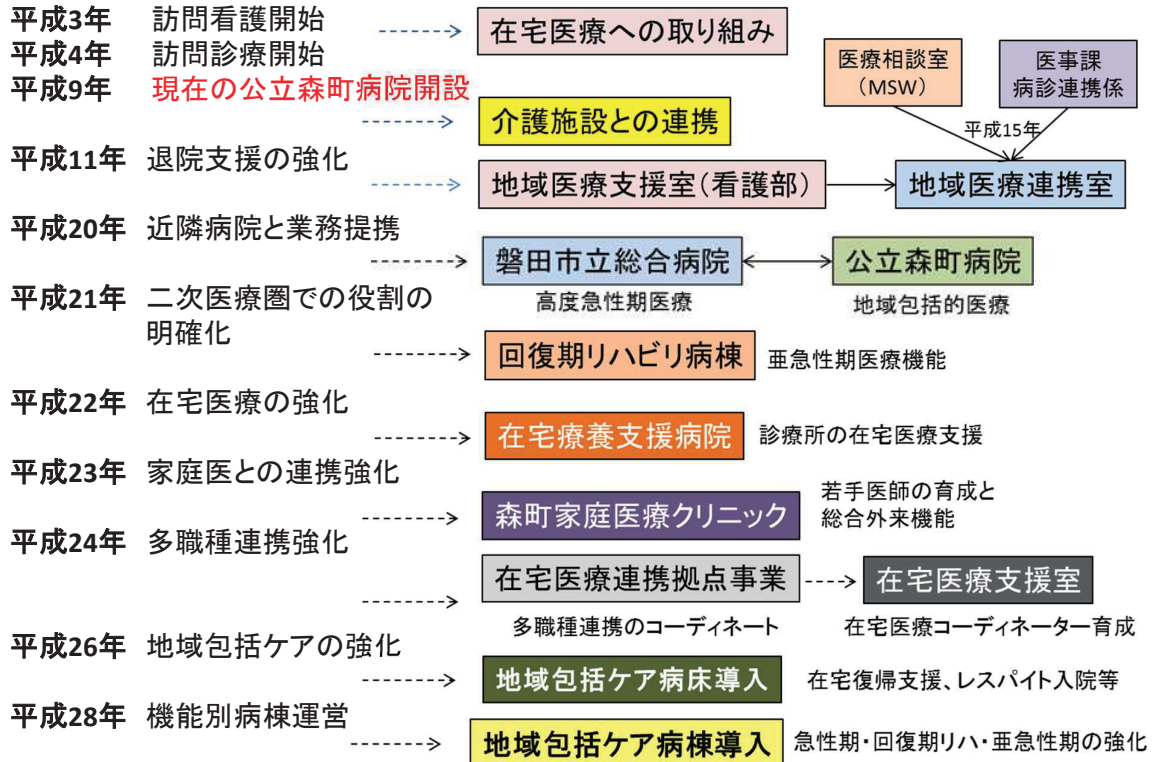 平成3年 訪問看護開始
在宅医療への取り組み
平成4年 訪問診療開始
医療相談室
（MSW）
医事課
病診連携係
平成9年 現在の公立森町病院開設
介護施設との連携
平成15年
平成11年 退院支援の強化
地域医療支援室（看護部）
地域医療連携室
平成20年 近隣病院と業務提携
磐田市立総合病院
公立森町病院
高度急性期医療
地域包括的医療
平成21年 二次医療圏での役割の
明確化
回復期リハビリ病棟
亜急性期医療機能
平成22年 在宅医療の強化
在宅療養支援病院
診療所の在宅医療支援
平成23年 家庭医との連携強化
森町家庭医療クリニック
若手医師の育成と
総合外来機能
平成24年 多職種連携強化
在宅医療連携拠点事業
在宅医療支援室
多職種連携のコーディネート
在宅医療コーディネーター育成
平成26年 地域包括ケアの強化
地域包括ケア病床導入
在宅復帰支援、レスパイト入院等
平成28年 機能別病棟運営
地域包括ケア病棟導入
急性期・回復期リハ・亜急性期の強化